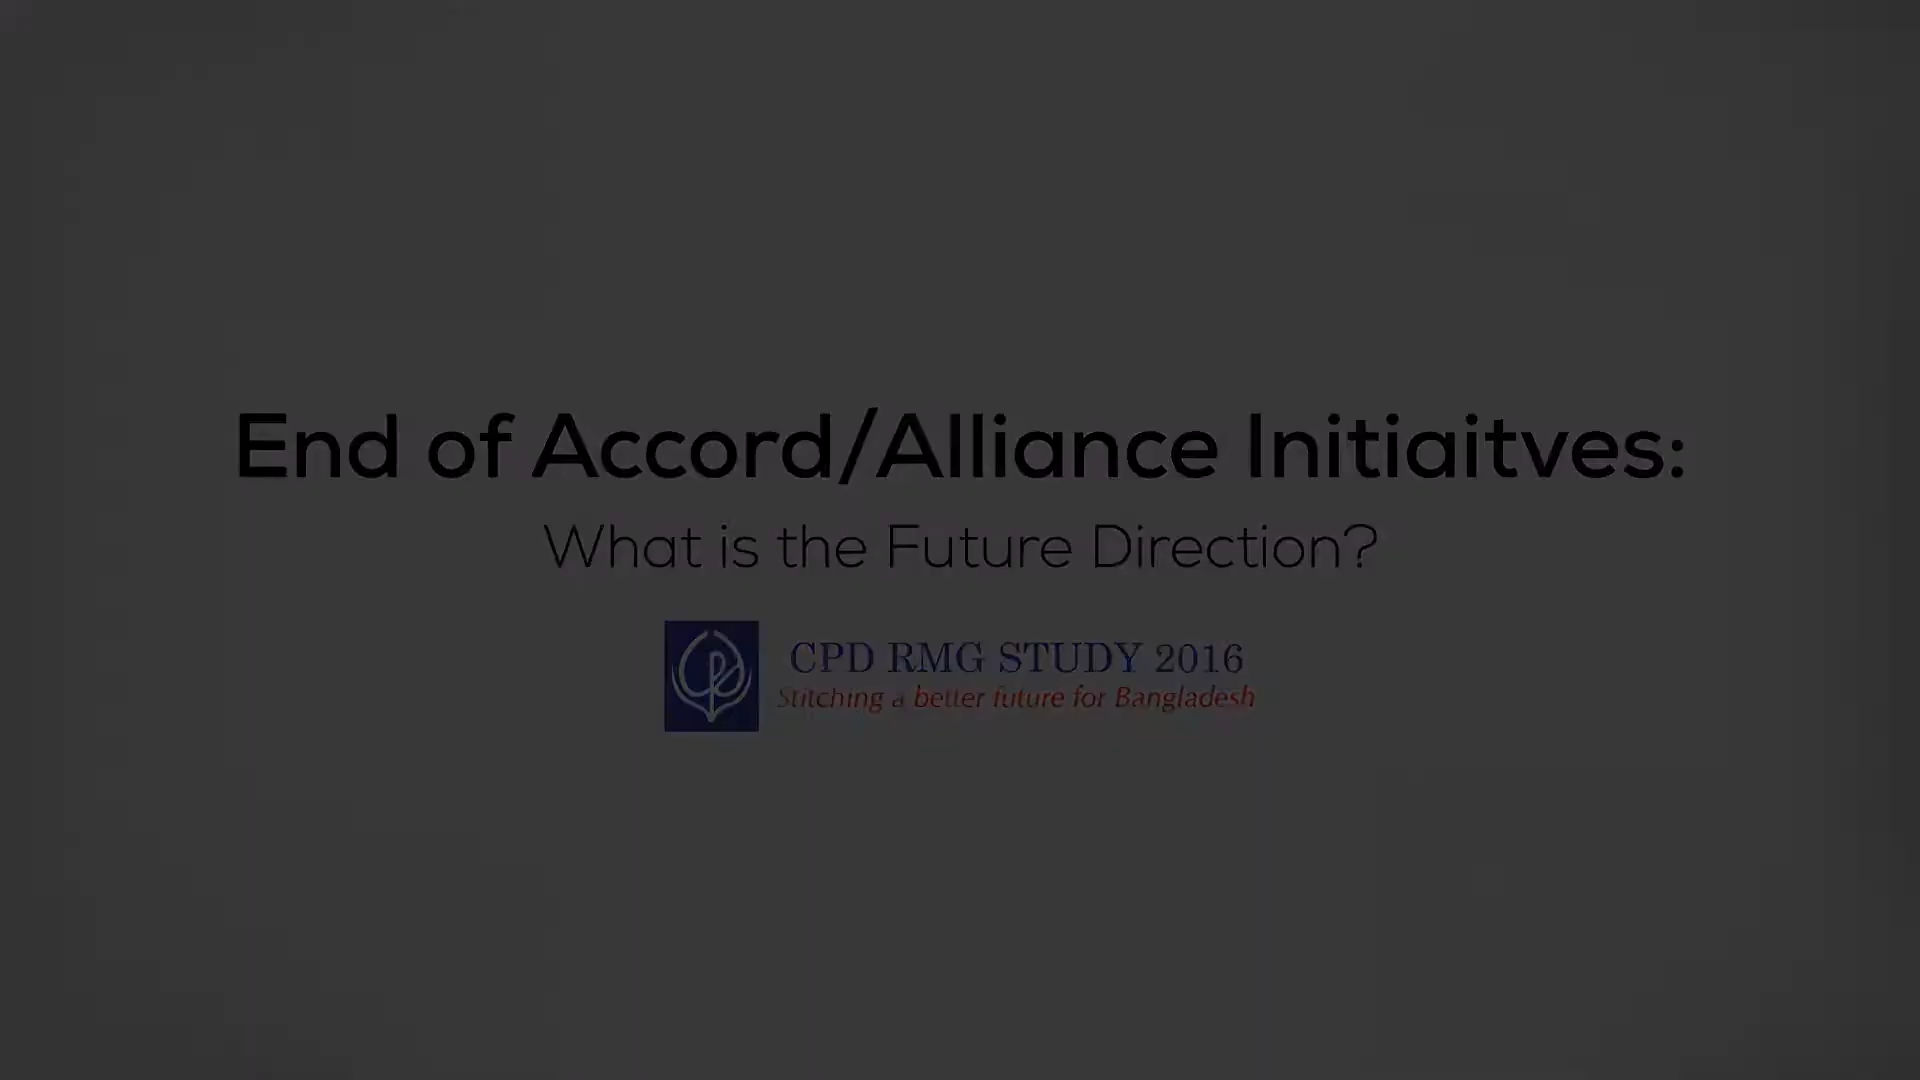 End of Accord/Alliance Initiaitves:
What is the Future Direction?
CPD RMG STUDY 2016
Stitching a better future for Bangladesh